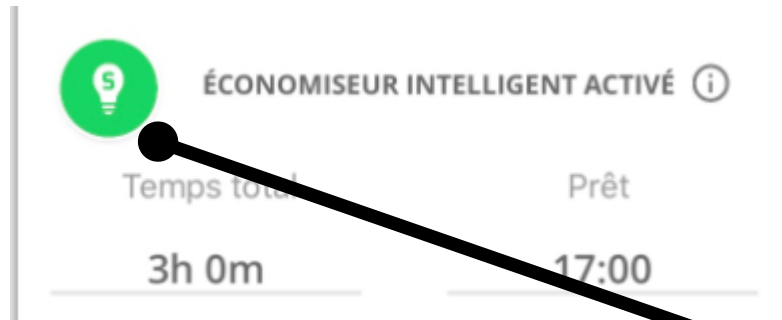 S
ÉCONOMISEUR INTELLIGENT ACTIVÉ i
Temps total
Prêt
3h 0m
17:00